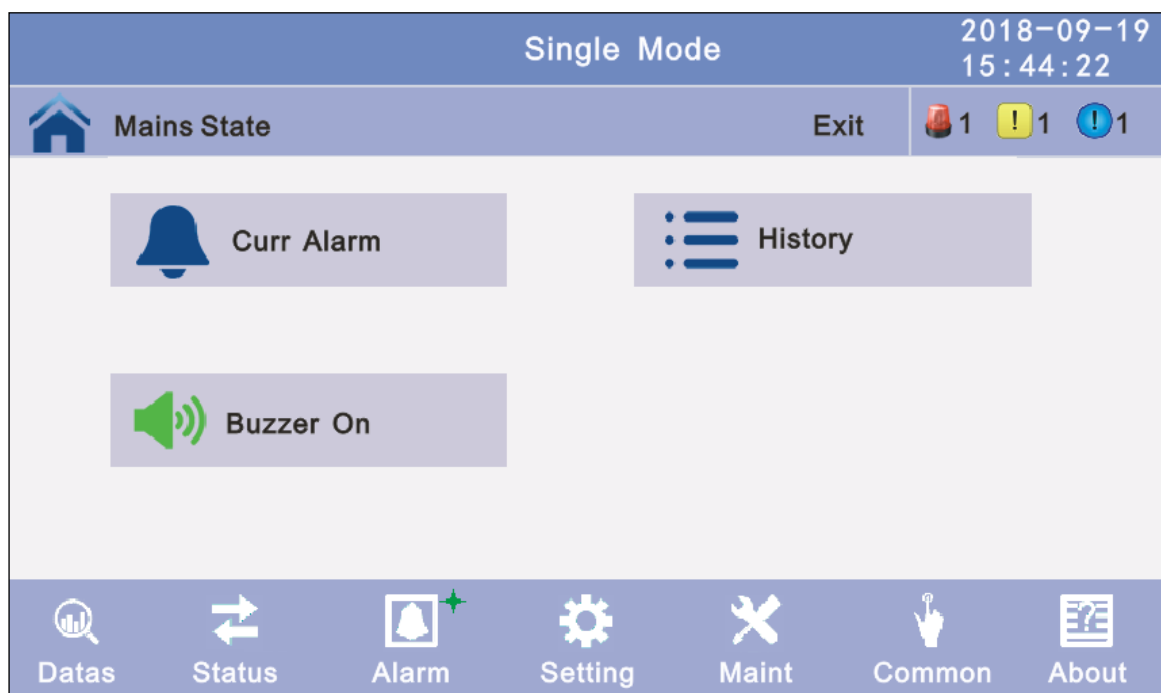 Single Mode
2018-09-19
15:44:22
Mains State
Exit
! 1
! 1
1
Curr Alarm
History
Buzzer On
Datas
Status
Alarm
Setting
Maint
Common
?
About